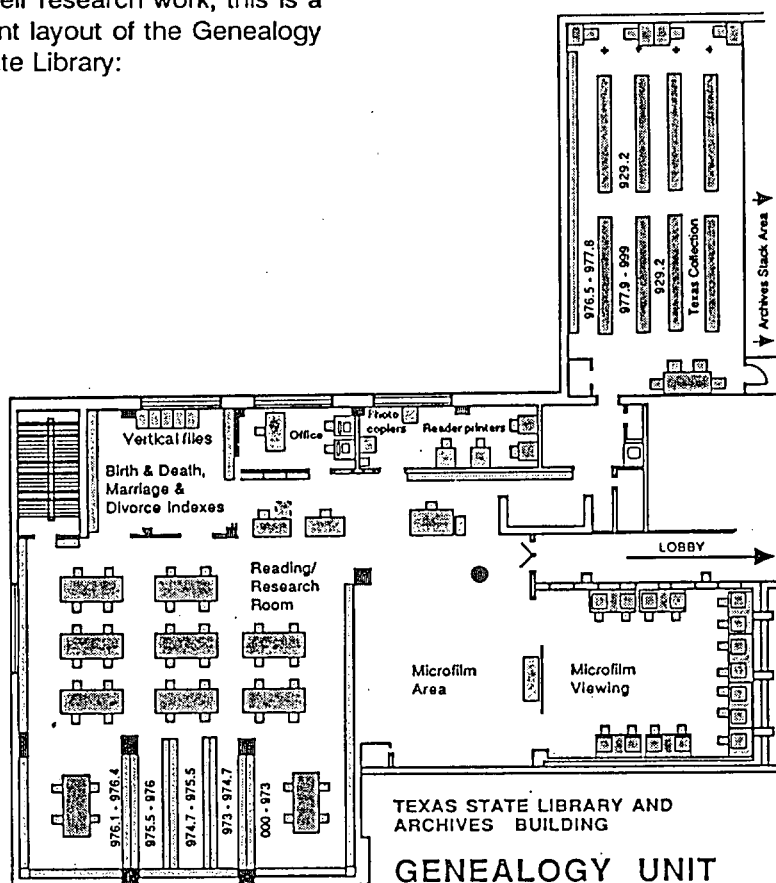 research work, this is a
layout of the Genealogy
Library:
929.2
976.5 - 977.8
977.9 - 999
929.2
Texas Collection
Archives Stack Area
Vertical files
Office
Photo
copiers
Reader printers
Birth & Death,
Marriage &
Divorce Indexes
LOBBY
Reading/
Research
Room
Microfilm
Area
Microfilm
Viewing
976.1 - 976.4
975.5 - 976
974.7 - 975.5
973 - 974.7
000 - 973
TEXAS STATE LIBRARY AND
ARCHIVES BUILDING
GENEALOGY UNIT